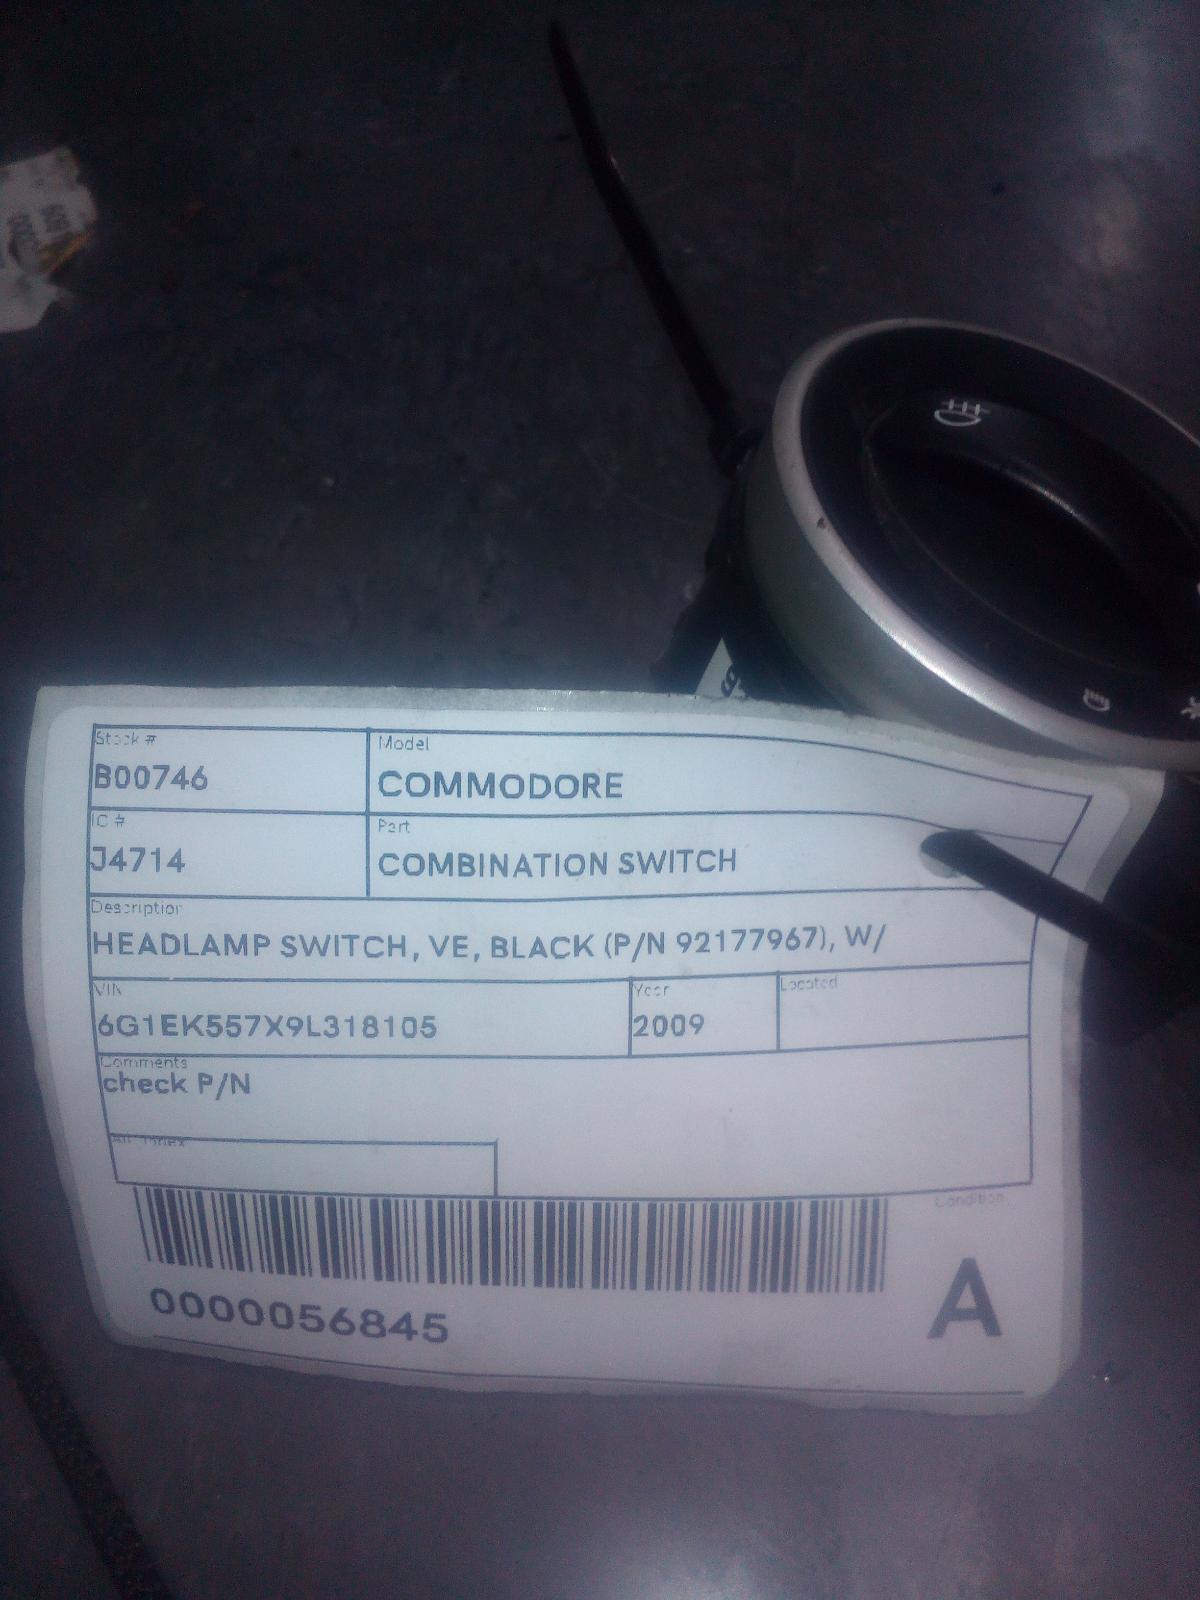 Stock #
B00746
Model
COMMODORE
IC #
J4714
Part
COMBINATION SWITCH
Description
HEADLAMP SWITCH, VE, BLACK (P/N 92177967), W/
VIN
6G1EK557X9L318105
Year
2009
Located
Comments
check P/N
0000056845
Condition
A